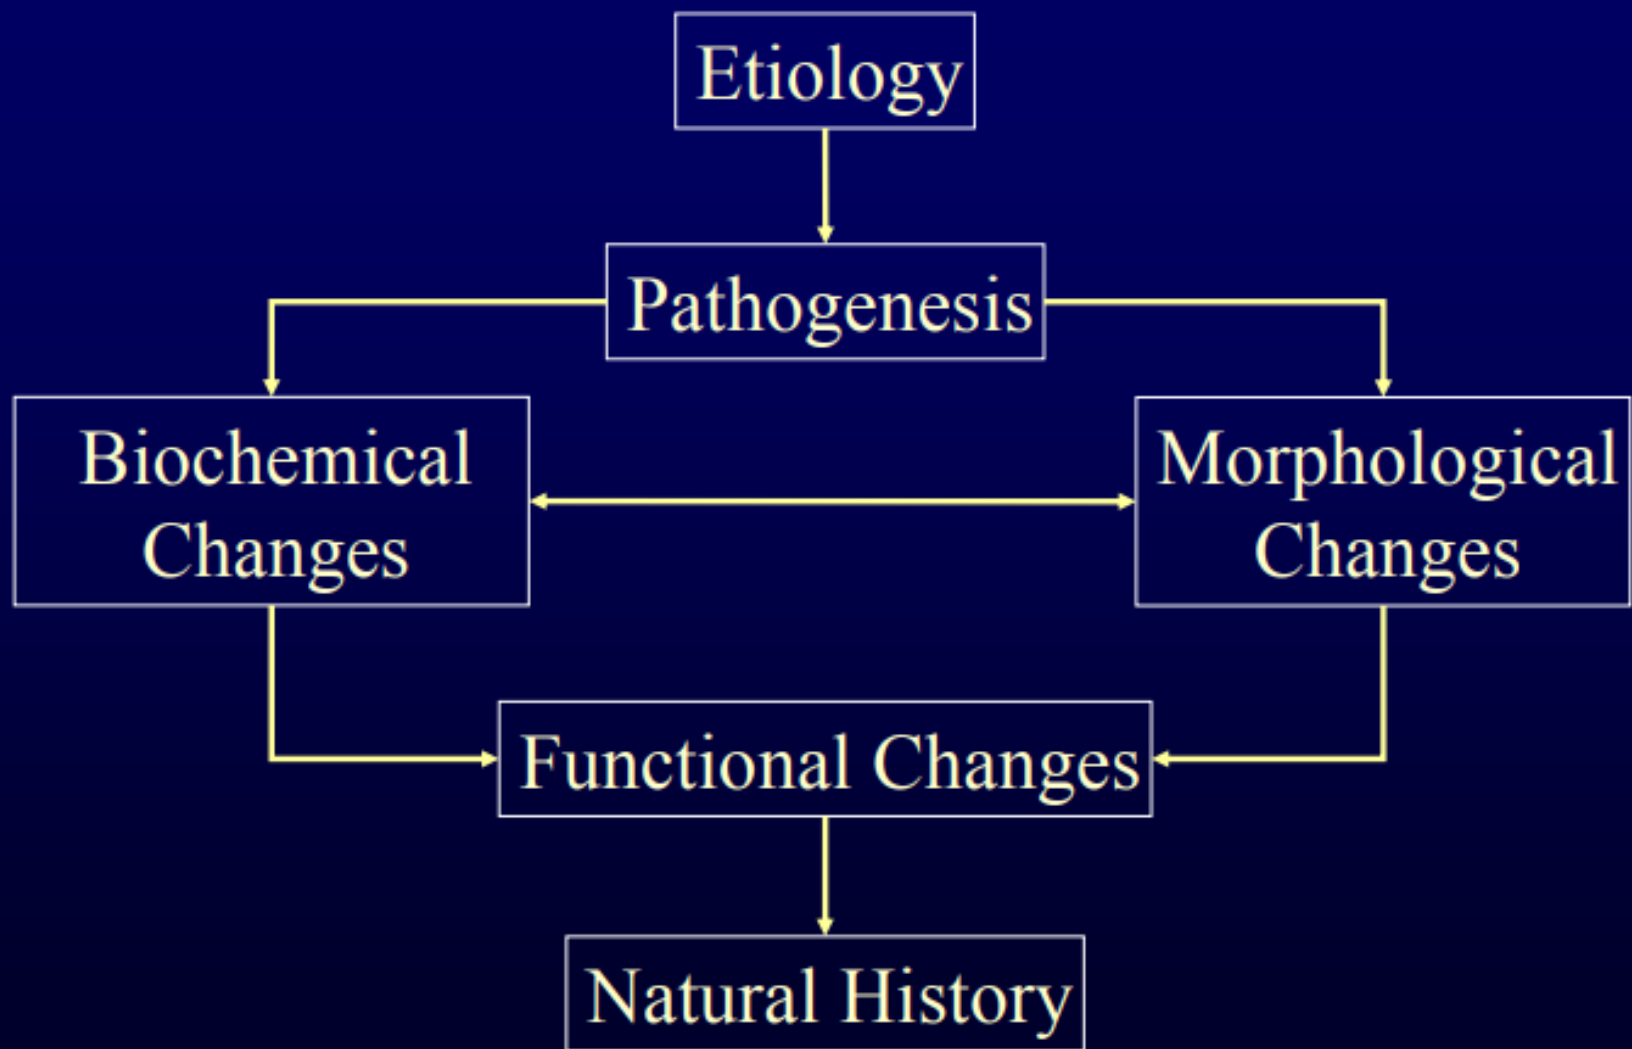 Etiology
Pathogenesis
Biochemical
Changes
Morphological
Changes
Functional Changes
Natural History